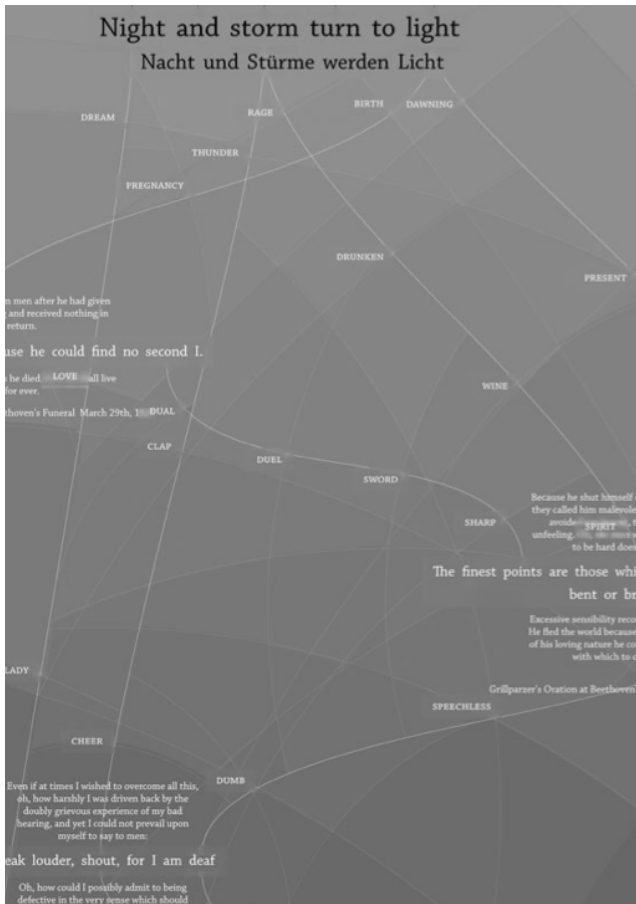 Night and storm turn to light
Nacht und Stürme werden Licht
BIRTH
DAWNING
RAGE
DREAM
THUNDER
PREGNANCY
DRUNKEN
PRESENT
n men after he had given
and received nothing in
return.
use he could find no second I.
he died all live
LOVE
for ever.
thoven's Funeral March 29th, 1
DUAL
WINE
CLAP
DUEL
SWORD
Because he shut himself
they called him malevole
avoide
SHARP
SPIRIT
unfeeling.
to be hard does
The finest points are those whi
bent or br
Excessive sensibility reco
He fled the world because
of his loving nature he co
with which to
LADY
Grillparzer's Oration at Beethoven
SPEECHLESS
CHEER
DUMB
Even if at times I wished to overcome all this,
oh, how harshly I was driven back by the
doubly grievous experience of my bad
hearing, and yet I could not prevail upon
myself to say to men:
eak louder, shout, for I am deaf
Oh, how could I possibly admit to being
defective in the very sense which should